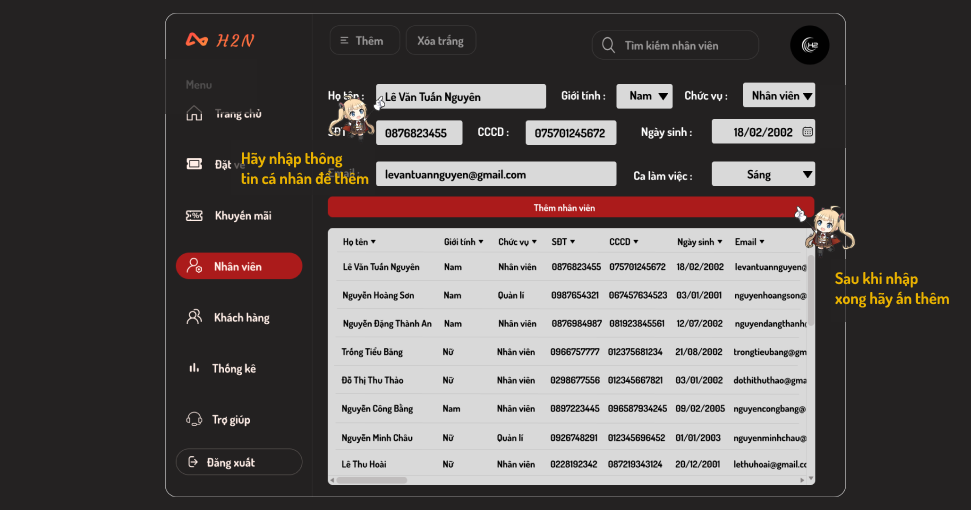 H2N
Thêm
Xóa trắng
Tìm kiếm nhân viên
H2
Menu
Trang chủ
Đặt vé
Khuyến mãi
Nhân viên
Khách hàng
Thống kê
Trợ giúp
Đăng xuất
Họ tên :
Lê Văn Tuấn Nguyên
Giới tính :
Nam
Chức vụ :
Nhân viên
SĐT
0876823455
CCCD :
075701245672
Ngày sinh :
18/02/2002
Hãy nhập thông
tin cá nhân để thêm
Email :
levantuannguyen@gmail.com
Ca làm việc :
Sáng
Thêm nhân viên
Họ tên Giới tính Chức vụ SĐT CCCD Ngày sinh Email
Lê Văn Tuấn Nguyên Nam Nhân viên 0876823455 075701245672 18/02/2002 levantuannguyen@
Nguyễn Hoàng Sơn Nam Quản lí 0987654321 067457634523 03/01/2001 nguyenhoangson@
Nguyễn Đặng Thành An Nam Nhân viên 0876984987 081923845561 12/07/2002 nguyendangthanh
Trống Tiểu Băng Nữ Nhân viên 0966757777 012375681234 21/08/2002 trongtieubang@gm
Đỗ Thị Thu Thảo Nữ Nhân viên 0298677556 012345667821 03/01/2002 dothithuthao@gma
Nguyễn Công Bằng Nam Nhân viên 0897223445 096587934245 09/02/2005 nguyencongbang@
Nguyễn Minh Châu Nữ Quản lí 0926748291 012345696452 01/01/2003 nguyenminhchau@
Lê Thu Hoài Nữ Nhân viên 0228192342 087219343124 20/12/2001 lethuhoai@gmail.cc
Sau khi nhập
xong hãy ấn thêm